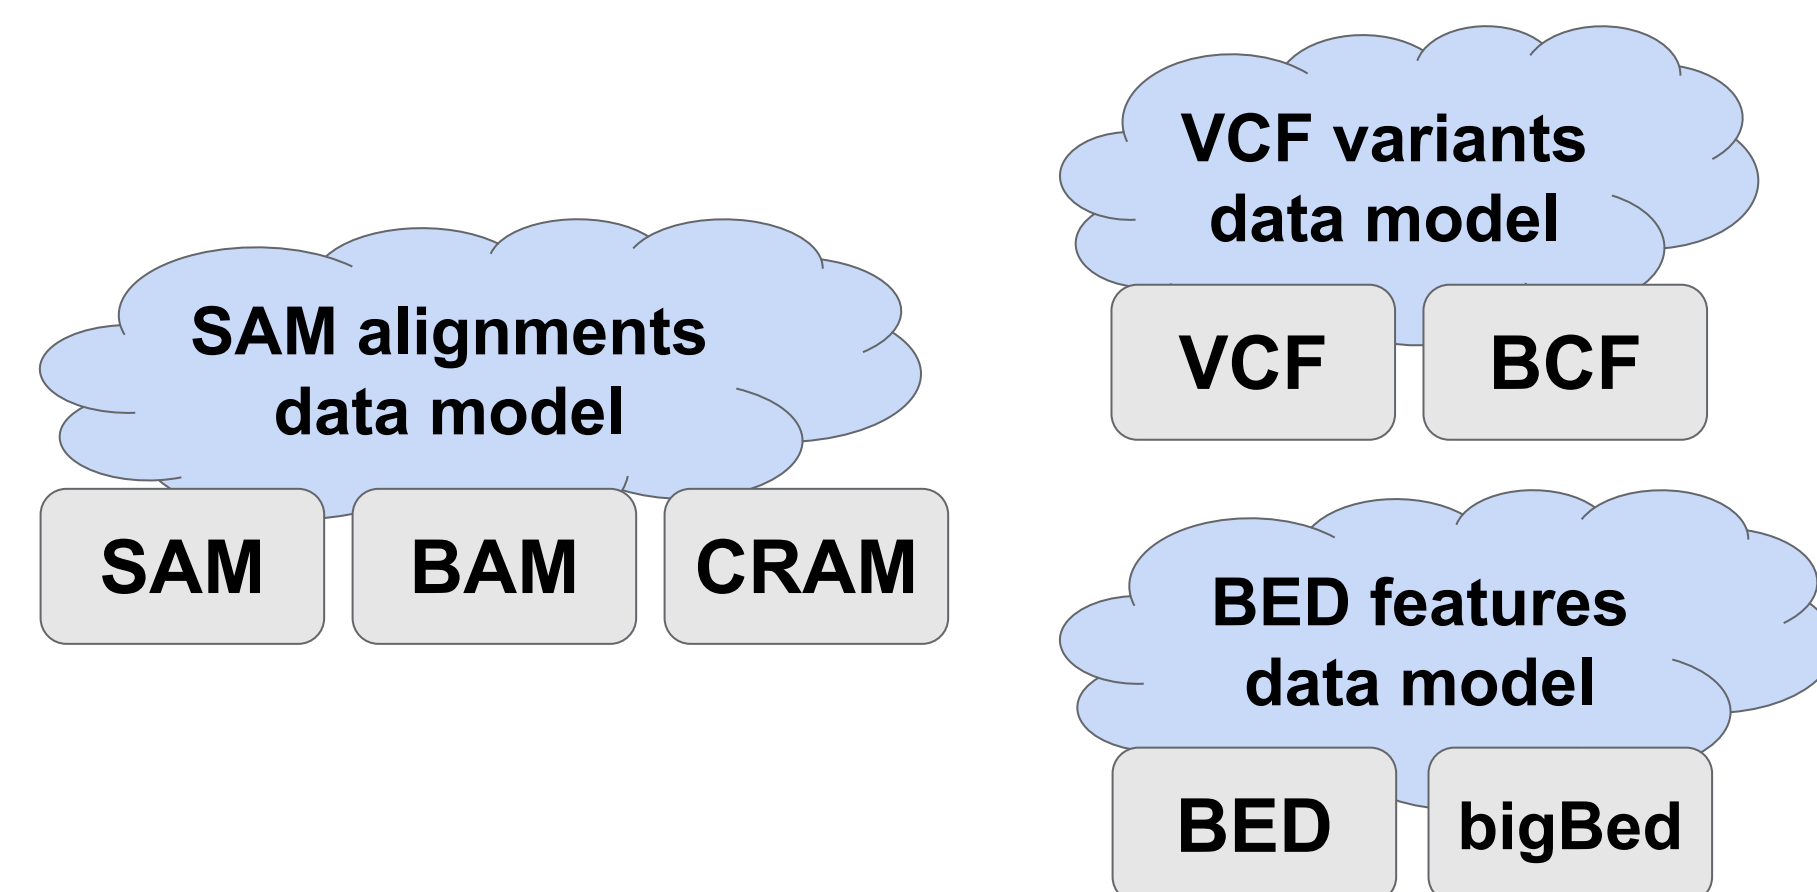 SAM alignments
data model
SAM
BAM
CRAM
VCF variants
data model
VCF
BCF
BED features
data model
BED
bigBed